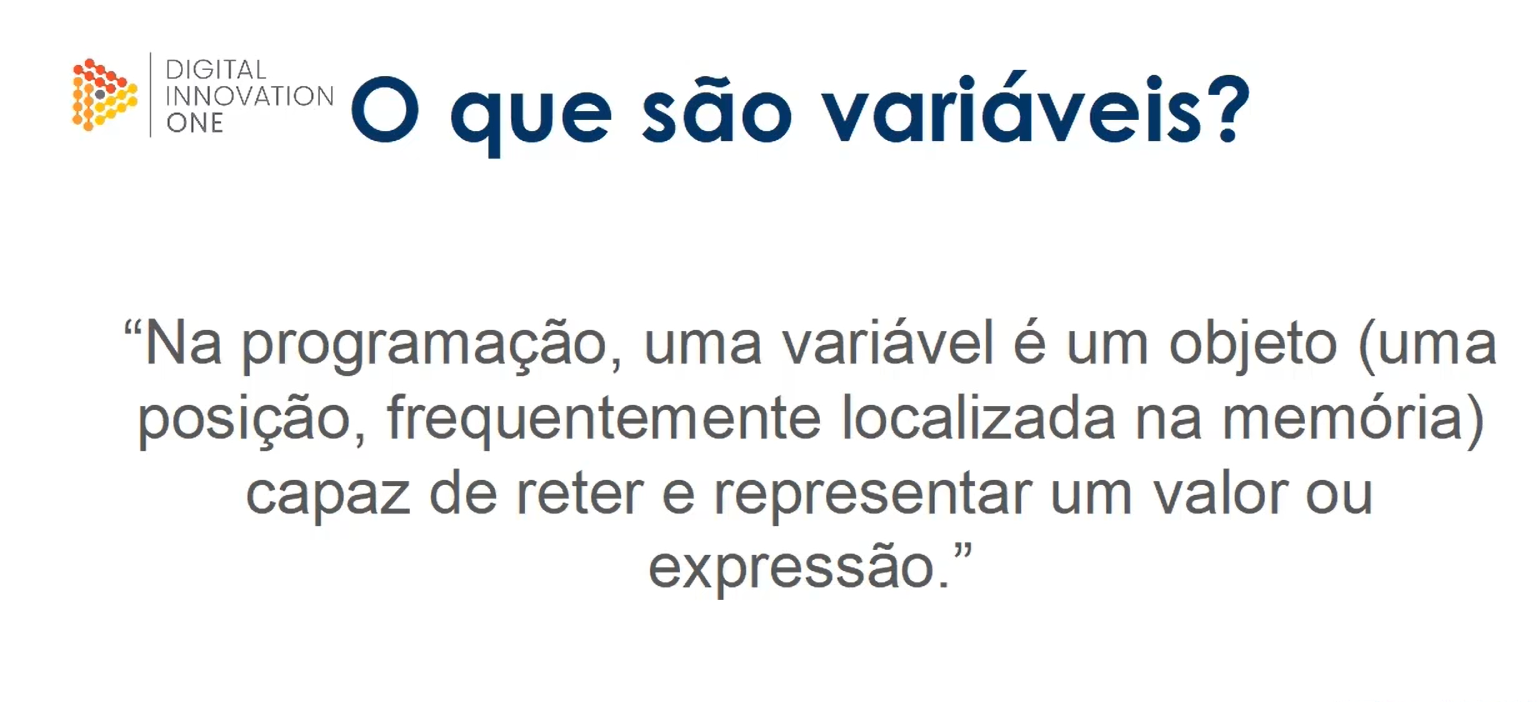 DIGITAL
INNOVATION
ONE
O que são variáveis?
“Na programação, uma variável é um objeto (uma
posição, frequentemente localizada na memória)
capaz de reter e representar um valor ou
expressão.”